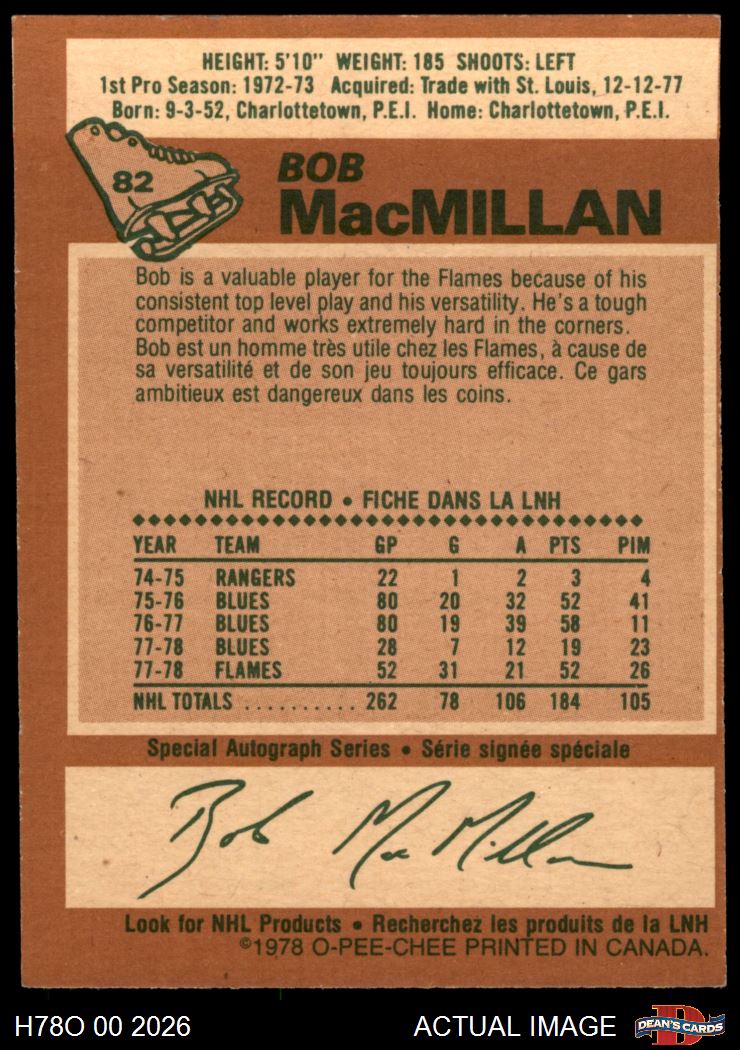 HEIGHT: 5'10" WEIGHT: 185 SHOOTS: LEFT
1st Pro Season: 1972-73 Acquired: Trade with St. Louis, 12-12-77
Born: 9-3-52, Charlottetown, P.E.I. Home: Charlottetown, P.E.I.
82
BOB
MacMILLAN
Bob is a valuable player for the Flames because of his
consistent top level play and his versatility. He's a tough
competitor and works extremely hard in the corners.
Bob est un homme très utile chez les Flames, à cause de
sa versatilité et de son jeu toujours efficace. Ce gars
ambitieux est dangereux dans les coins.
NHL RECORD • FICHE DANS LA LNH
YEAR TEAM GP G A PTS PIM
74-75 RANGERS 22 1 2 3 4
75-76 BLUES 80 20 32 52 41
76-77 BLUES 80 19 39 58 11
77-78 BLUES 28 7 12 19 23
77-78 FLAMES 52 31 21 52 26
NHL TOTALS .......... 262 78 106 184 105
Special Autograph Series • Série signée spéciale
Bob MacMillan
Look for NHL Products • Recherchez les produits de la LNH
©1978 O-PEE-CHEE PRINTED IN CANADA.
H78O 00 2026 ACTUAL IMAGE D DEAN'S CARDS